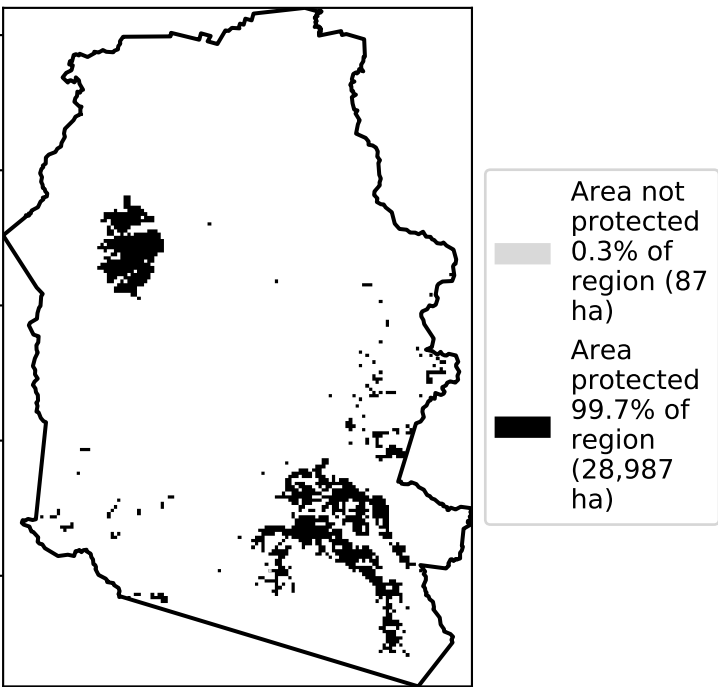 Area not
protected
0.3% of
region (87
ha)
Area
protected
99.7% of
region
(28,987
ha)